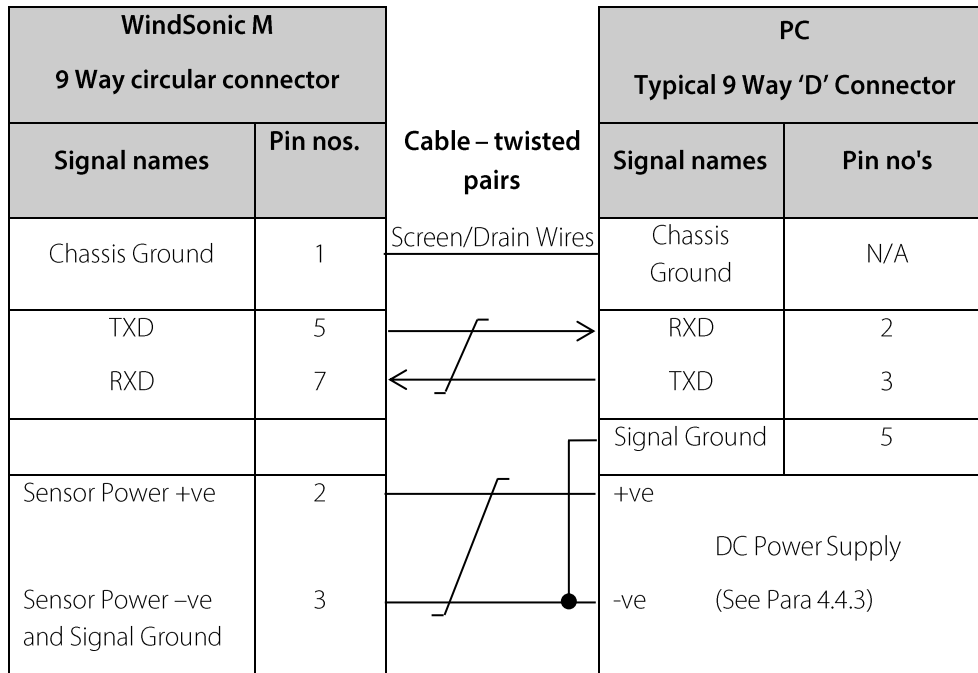 WindSonic M
9 Way circular connector
PC
Typical 9 Way ‘D’ Connector
Signal names
Pin nos.
Cable – twisted
pairs
Signal names
Pin no's
Chassis Ground
1
Screen/Drain Wires
Chassis
Ground
N/A
TXD
5
RXD
2
RXD
7
TXD
3
Signal Ground
5
Sensor Power +ve
2
+ve
DC Power Supply
Sensor Power –ve
and Signal Ground
3
-ve
(See Para 4.4.3)